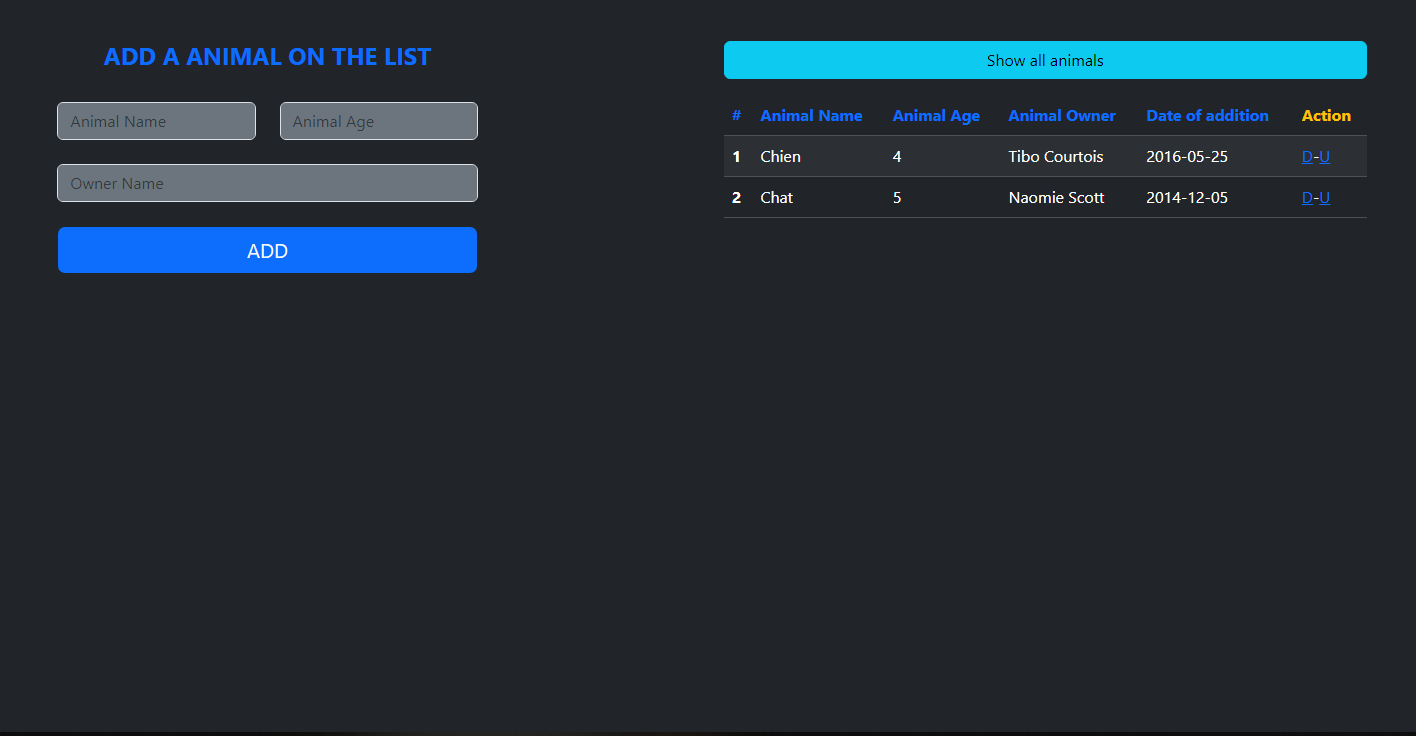 ADD A ANIMAL ON THE LIST
Animal Name Animal Age
Owner Name
ADD
Show all animals
# Animal Name Animal Age Animal Owner Date of addition Action
1 Chien 4 Tibo Courtois 2016-05-25 D-U
2 Chat 5 Naomie Scott 2014-12-05 D-U